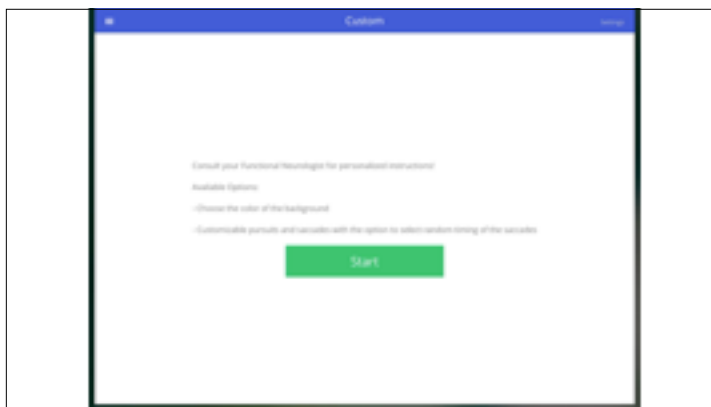 Custom
Settings
Consult your Functional Neurologist for personalized instructions!
Available Options:
- Choose the color of the background
- Customizable pursuits and saccades with the option to select random timing of the saccades
Start